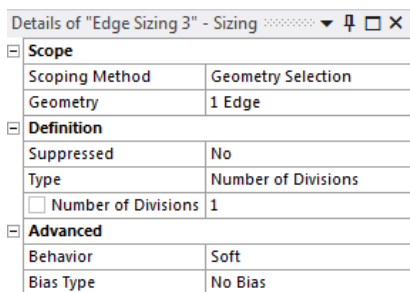 Details of "Edge Sizing 3" - Sizing
Scope
Scoping Method Geometry Selection
Geometry 1 Edge
Definition
Suppressed No
Type Number of Divisions
Number of Divisions 1
Advanced
Behavior Soft
Bias Type No Bias